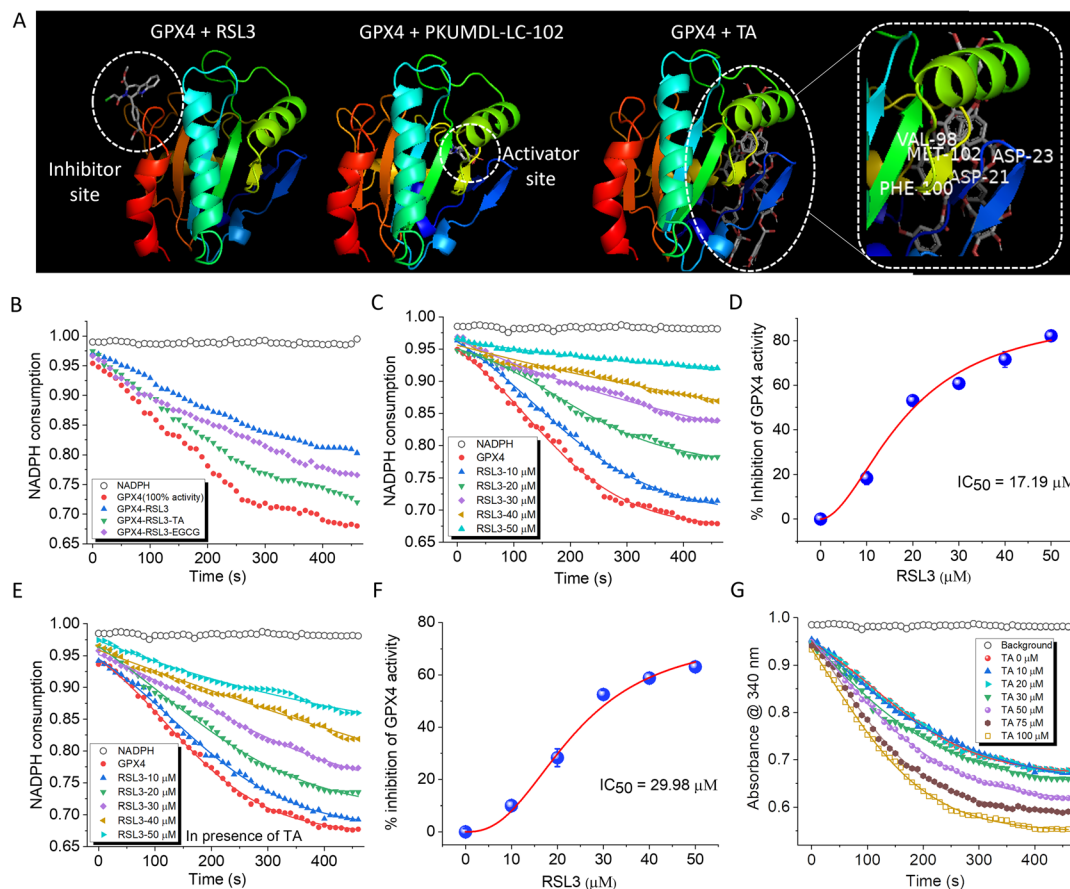 A
GPX4 + RSL3
GPX4 + PKUMDL-LC-102
GPX4 + TA
Inhibitor
site
Activator
site
VAL-98
MET-102
ASP-23
ASP-21
PHE-100
B
NADPH consumption
1.00
0.95
0.90
0.85
0.80
0.75
0.70
0.65
NADPH
GPX4(100% activity)
GPX4-RSL3
GPX4-RSL3-TA
GPX4-RSL3-EGCG
0 100 200 300 400
Time (s)
C
NADPH consumption
1.00
0.95
0.90
0.85
0.80
0.75
0.70
0.65
NADPH
GPX4
RSL3-10 μM
RSL3-20 μM
RSL3-30 μM
RSL3-40 μM
RSL3-50 μM
0 100 200 300 400
Time (s)
D
% Inhibition of GPX4 activity
80
60
40
20
0
IC50 = 17.19 μM
0 10 20 30 40 50
RSL3 (μM)
E
NADPH consumption
1.00
0.95
0.90
0.85
0.80
0.75
0.70
0.65
NADPH
GPX4
RSL3-10 μM
RSL3-20 μM
RSL3-30 μM
RSL3-40 μM
RSL3-50 μM
In presence of TA
0 100 200 300 400
Time (s)
F
% inhibition of GPX4 activity
80
60
40
20
0
IC50 = 29.98 μM
0 10 20 30 40 50
RSL3 (μM)
G
Absorbance @ 340 nm
1.0
0.9
0.8
0.7
0.6
Background
TA 0 μM
TA 10 μM
TA 20 μM
TA 30 μM
TA 50 μM
TA 75 μM
TA 100 μM
0 100 200 300 400
Time (s)